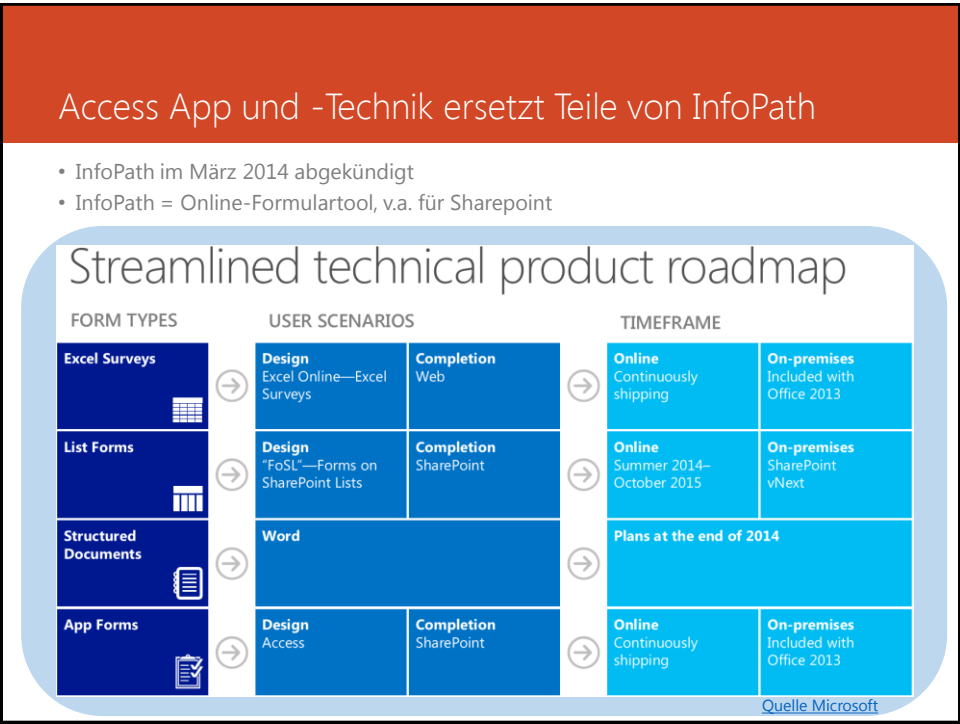 Access App und -Technik ersetzt Teile von InfoPath
• InfoPath im März 2014 abgekündigt
• InfoPath = Online-Formulartool, v.a. für Sharepoint
Streamlined technical product roadmap
FORM TYPES
USER SCENARIOS
TIMEFRAME
Excel Surveys
Design
Excel Online—Excel
Surveys
Completion
Web
Online
Continuously
shipping
On-premises
Included with
Office 2013
List Forms
Design
“FoSL”—Forms on
SharePoint Lists
Completion
SharePoint
Online
Summer 2014–
October 2015
On-premises
SharePoint
vNext
Structured
Documents
Word
Plans at the end of 2014
App Forms
Design
Access
Completion
SharePoint
Online
Continuously
shipping
On-premises
Included with
Office 2013
Quelle Microsoft